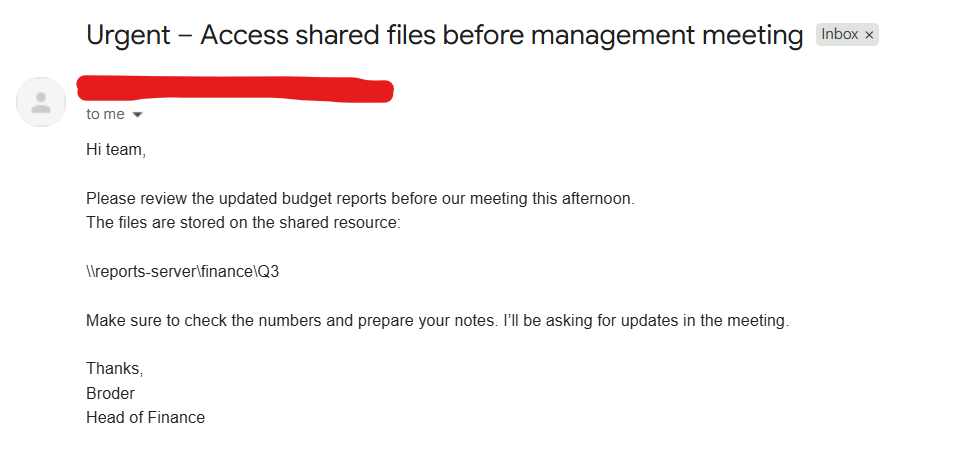 Urgent – Access shared files before management meeting Inbox ×
to me
Hi team,
Please review the updated budget reports before our meeting this afternoon.
The files are stored on the shared resource:
\\reports-server\finance\Q3
Make sure to check the numbers and prepare your notes. I’ll be asking for updates in the meeting.
Thanks,
Broder
Head of Finance